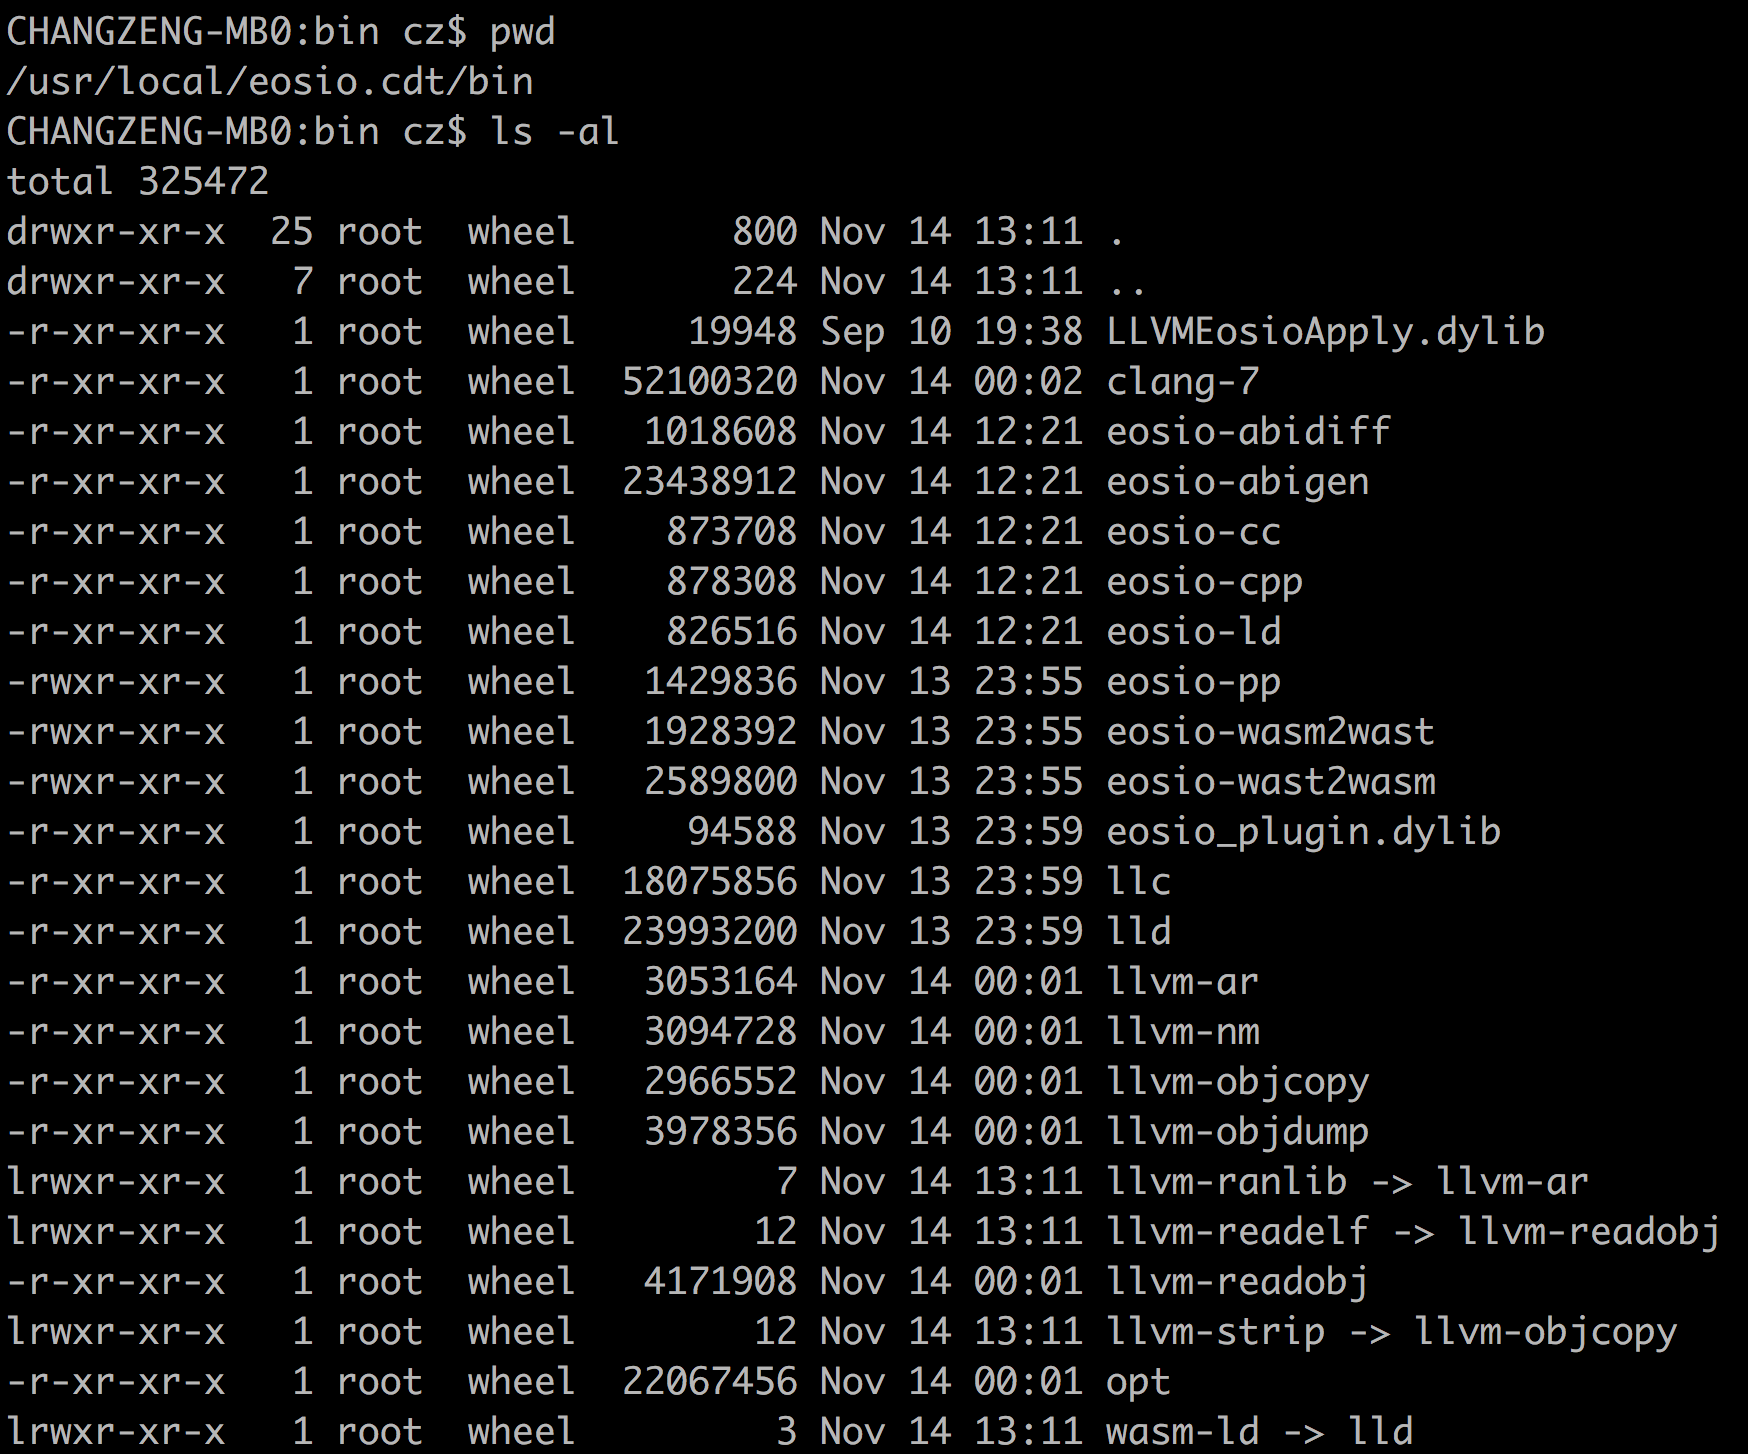 CHANGZENG-MB0:bin cz$ pwd
/usr/local/eosio.cdt/bin
CHANGZENG-MB0:bin cz$ ls -al
total 325472
drwxr-xr-x  25 root  wheel       800 Nov 14 13:11 .
drwxr-xr-x   7 root  wheel       224 Nov 14 13:11 ..
-r-xr-xr-x   1 root  wheel     19948 Sep 10 19:38 LLVMEosioApply.dylib
-r-xr-xr-x   1 root  wheel  52100320 Nov 14 00:02 clang-7
-r-xr-xr-x   1 root  wheel   1018608 Nov 14 12:21 eosio-abidiff
-r-xr-xr-x   1 root  wheel  23438912 Nov 14 12:21 eosio-abigen
-r-xr-xr-x   1 root  wheel    873708 Nov 14 12:21 eosio-cc
-r-xr-xr-x   1 root  wheel    878308 Nov 14 12:21 eosio-cpp
-r-xr-xr-x   1 root  wheel    826516 Nov 14 12:21 eosio-ld
-rwxr-xr-x   1 root  wheel   1429836 Nov 13 23:55 eosio-pp
-rwxr-xr-x   1 root  wheel   1928392 Nov 13 23:55 eosio-wasm2wast
-rwxr-xr-x   1 root  wheel   2589800 Nov 13 23:55 eosio-wast2wasm
-r-xr-xr-x   1 root  wheel     94588 Nov 13 23:59 eosio_plugin.dylib
-r-xr-xr-x   1 root  wheel  18075856 Nov 13 23:59 llc
-r-xr-xr-x   1 root  wheel  23993200 Nov 13 23:59 lld
-r-xr-xr-x   1 root  wheel   3053164 Nov 14 00:01 llvm-ar
-r-xr-xr-x   1 root  wheel   3094728 Nov 14 00:01 llvm-nm
-r-xr-xr-x   1 root  wheel   2966552 Nov 14 00:01 llvm-objcopy
-r-xr-xr-x   1 root  wheel   3978356 Nov 14 00:01 llvm-objdump
lrwxr-xr-x   1 root  wheel         7 Nov 14 13:11 llvm-ranlib -> llvm-ar
lrwxr-xr-x   1 root  wheel        12 Nov 14 13:11 llvm-readelf -> llvm-readobj
-r-xr-xr-x   1 root  wheel   4171908 Nov 14 00:01 llvm-readobj
lrwxr-xr-x   1 root  wheel        12 Nov 14 13:11 llvm-strip -> llvm-objcopy
-r-xr-xr-x   1 root  wheel  22067456 Nov 14 00:01 opt
lrwxr-xr-x   1 root  wheel         3 Nov 14 13:11 wasm-ld -> lld